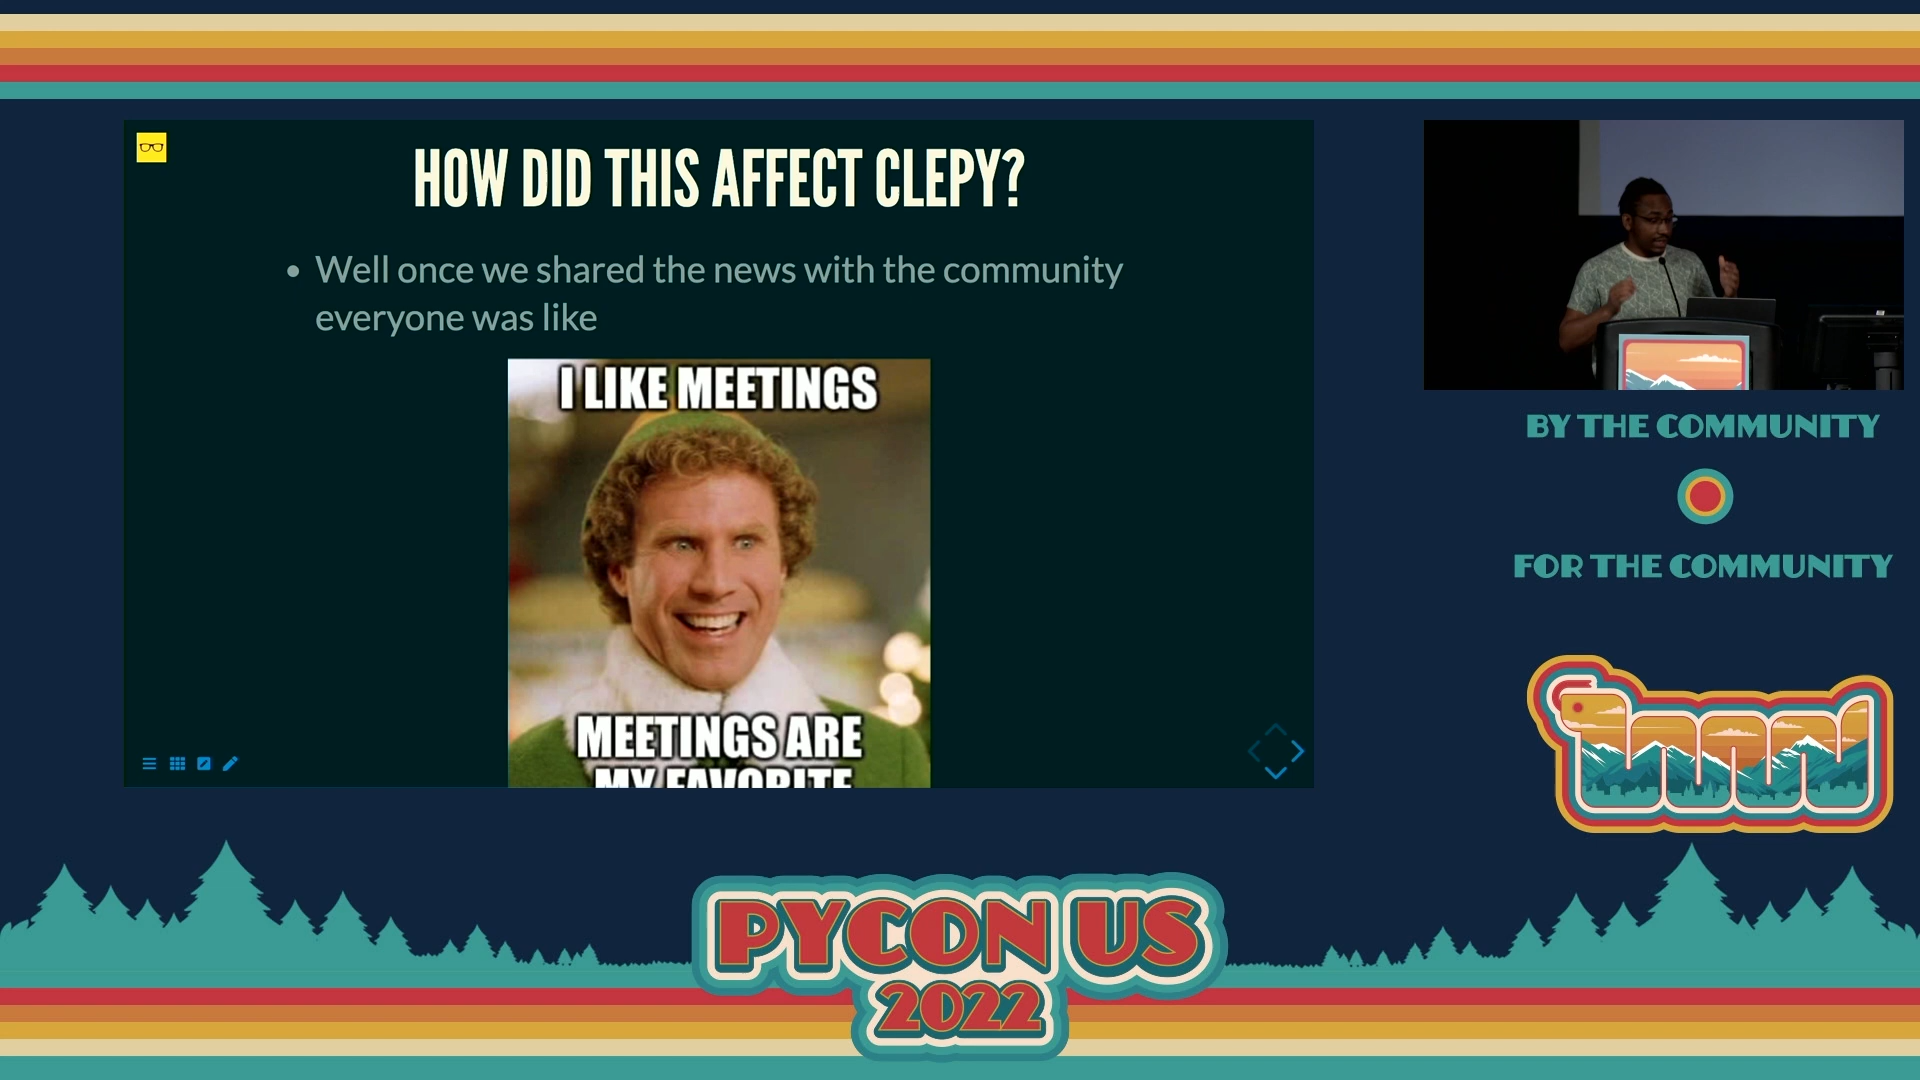 HOW DID THIS AFFECT CLEPY?
Well once we shared the news with the community
everyone was like
I LIKE MEETINGS
MEETINGS ARE
MY FAVORITE
BY THE COMMUNITY
FOR THE COMMUNITY
PYCON US
2022